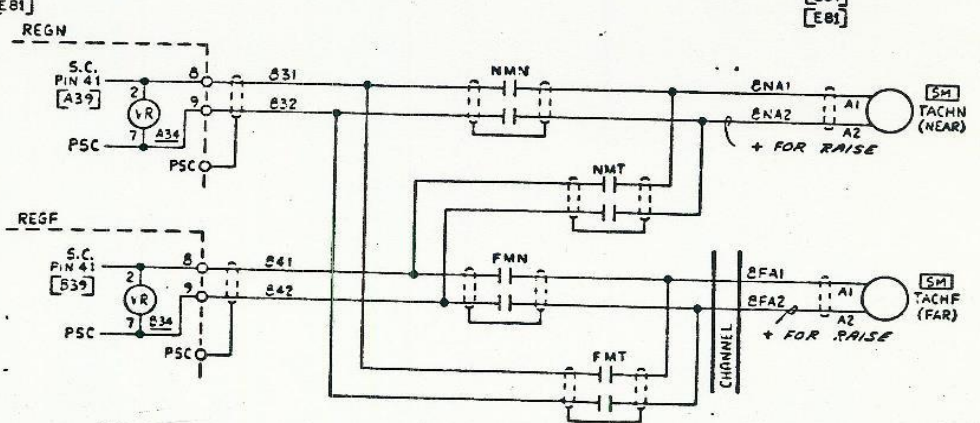 E81]
[E81]
REGN
S.C.
PIN 41
[A39]
2
VR
7
A34
PSC
8
9
831
832
PSC
NMN
8NA1
8NA2
A1
A2
SM
TACHN
(NEAR)
+ FOR RAISE
NMT
REGF
S.C.
PIN 41
[B39]
2
VR
7
B34
PSC
8
9
841
842
PSC
FMN
8FA1
8FA2
A1
A2
SM
TACHF
(FAR)
+ FOR RAISE
CHANNEL
FMT